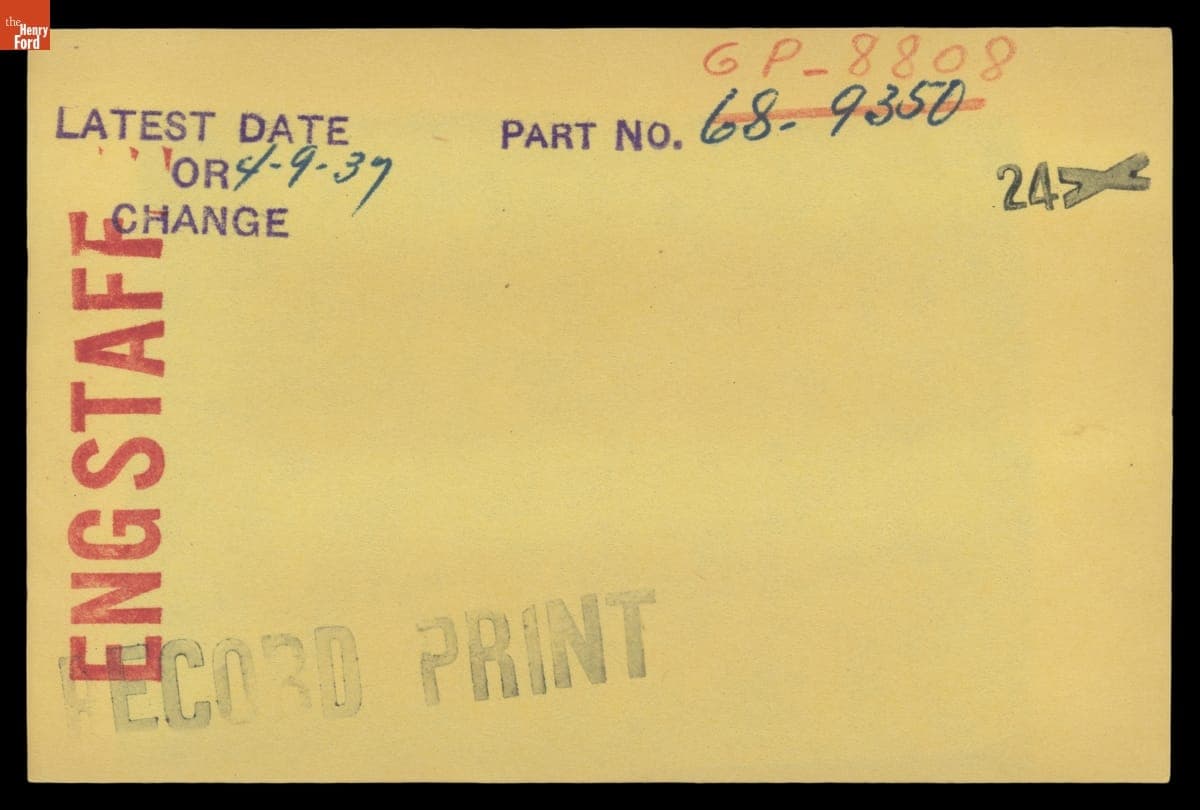 the
Henry
Ford
GP-8808
LATEST DATE
PART NO. 68-9350
OR 4-9-37
24
CHANGE
ENGSTAFF
RECORD PRINT